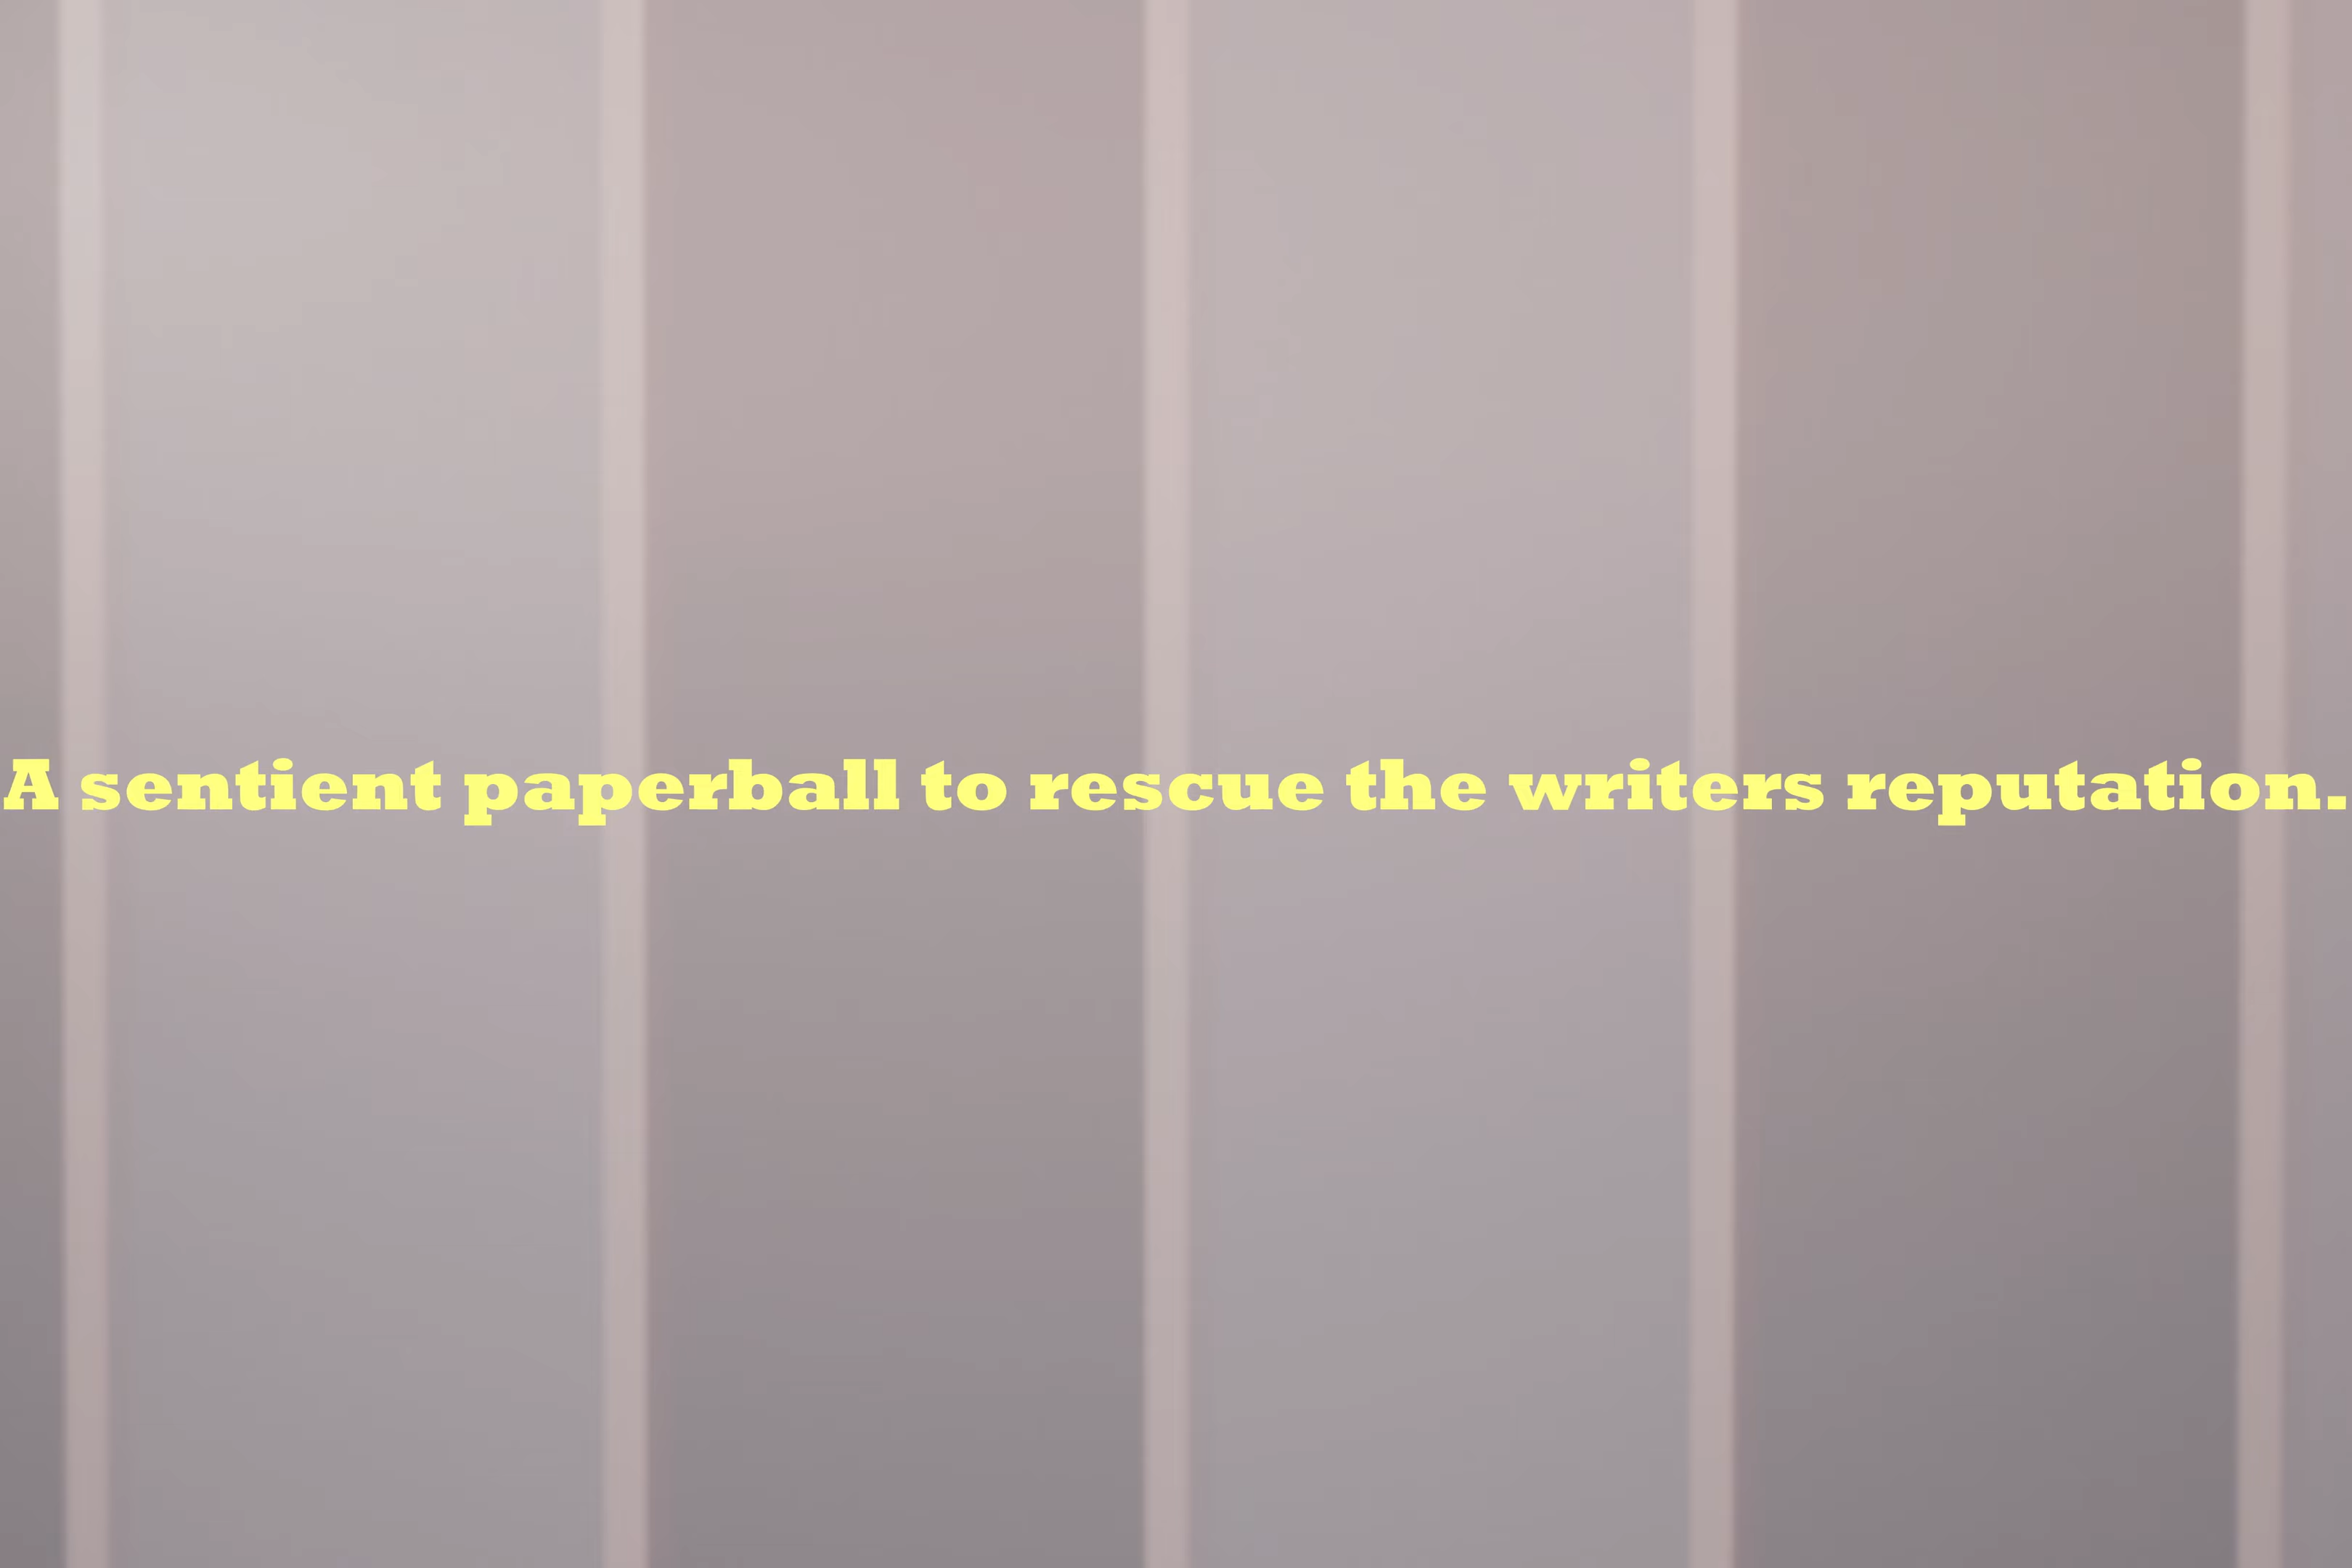 A sentient paperball to rescue the writers reputation.